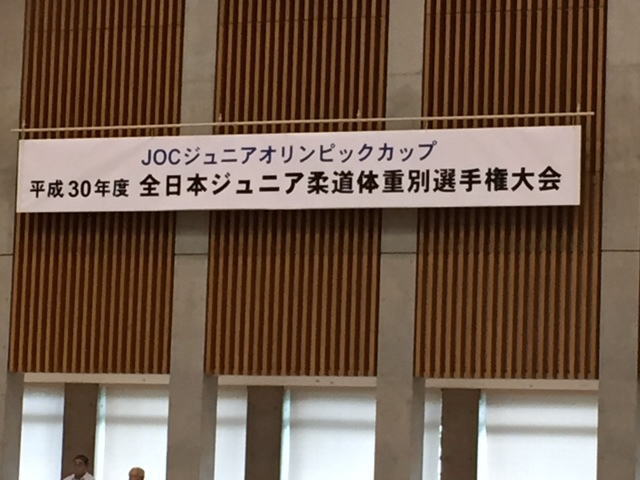 JOCジュニアオリンピックカップ
平成30年度 全日本ジュニア柔道体重別選手権大会